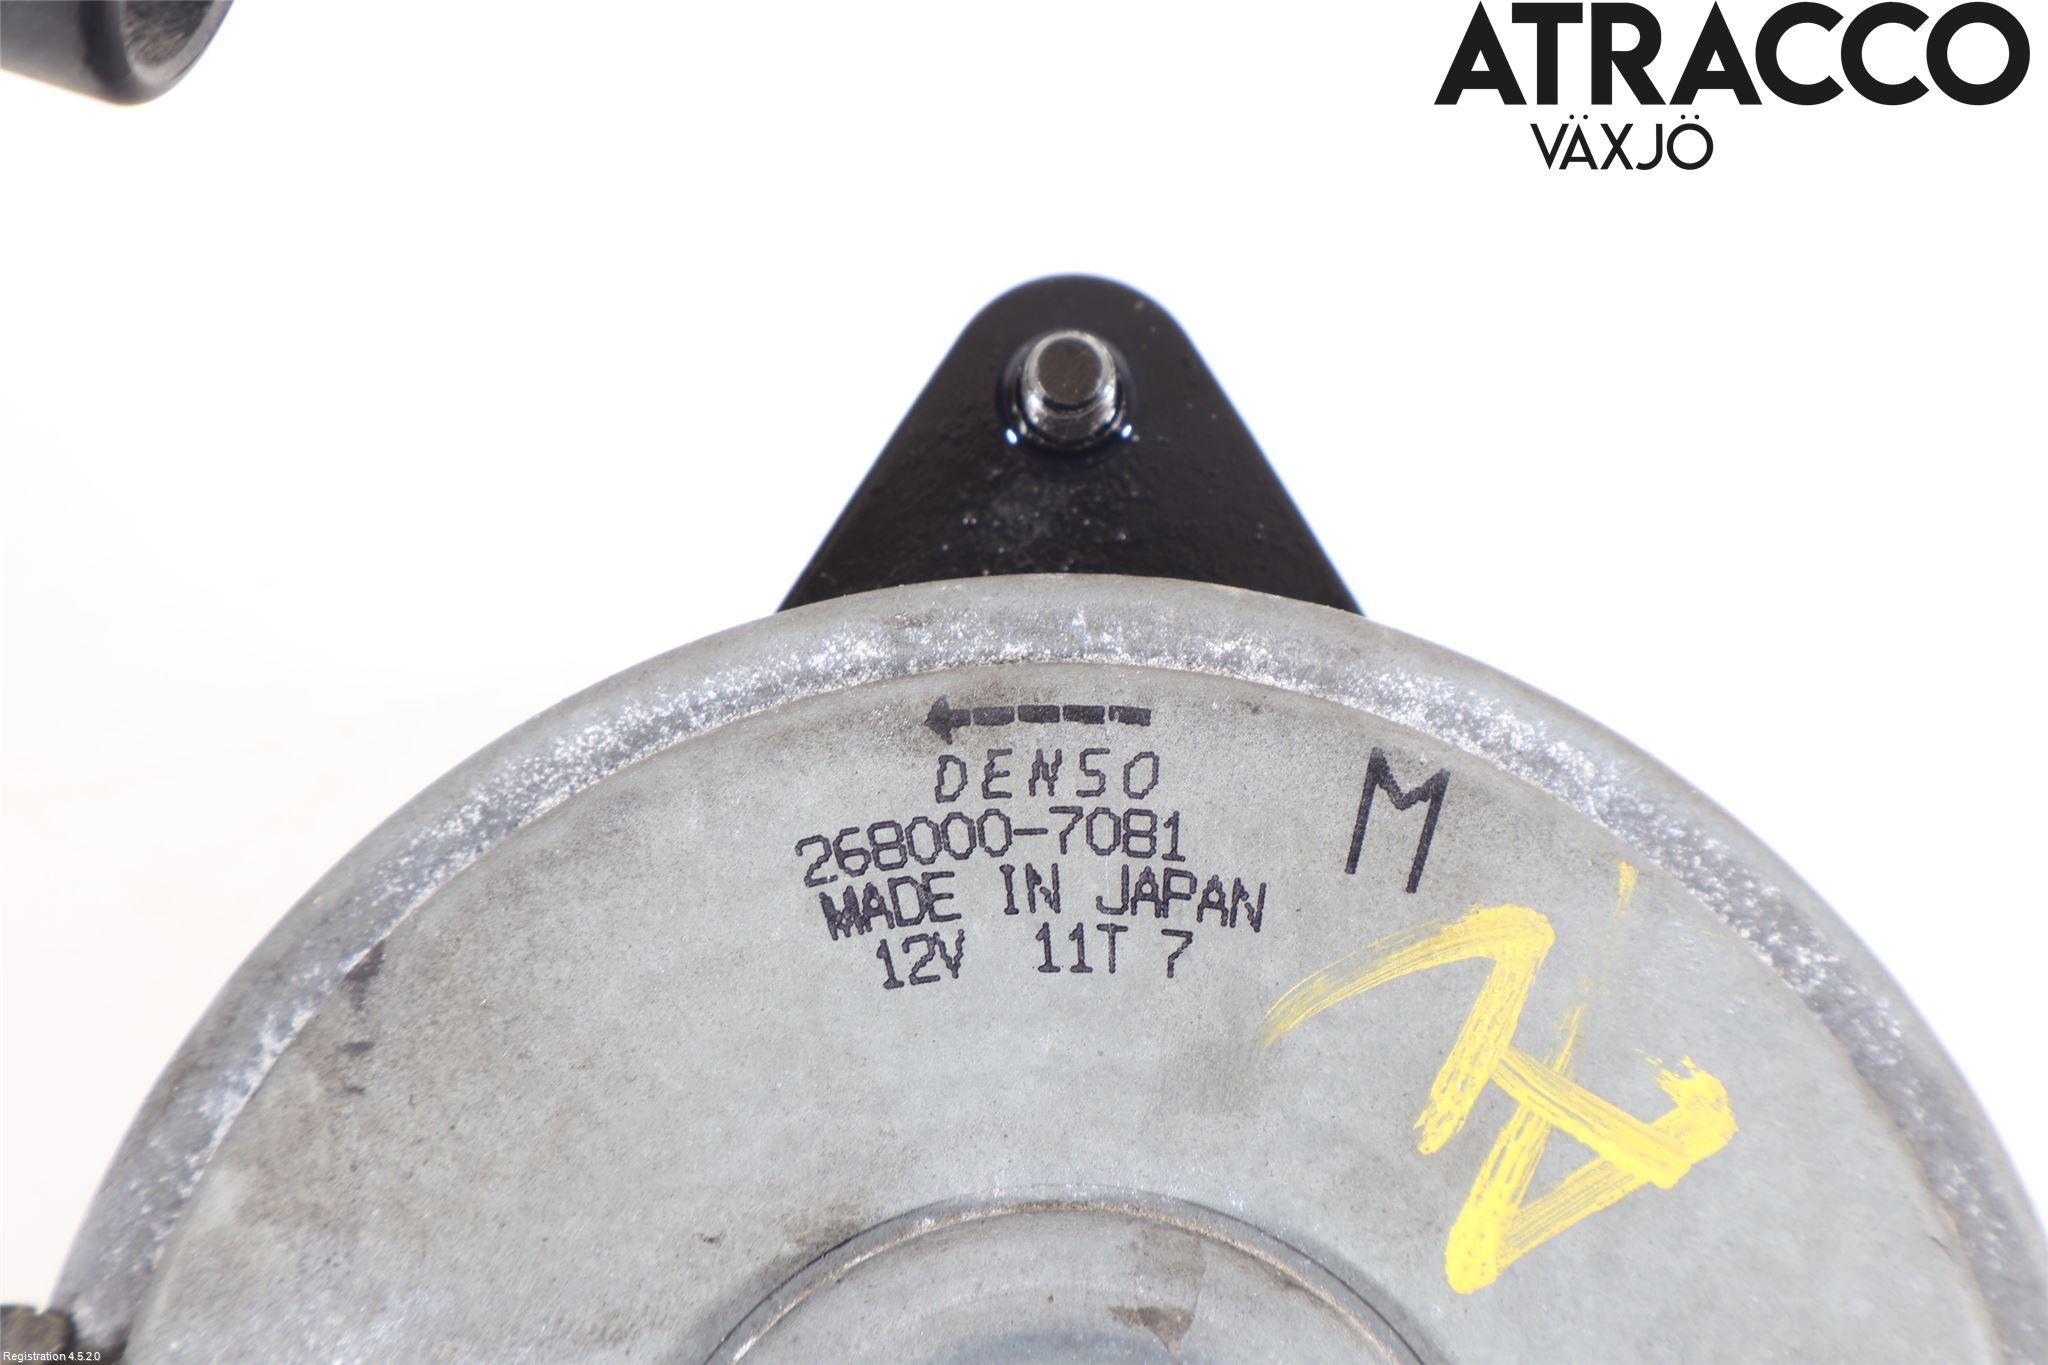 ATRACCO
VÄXJÖ
DENSO
268000-7081
M
MADE IN JAPAN
12V 11T 7
Registration 4.5.2.0